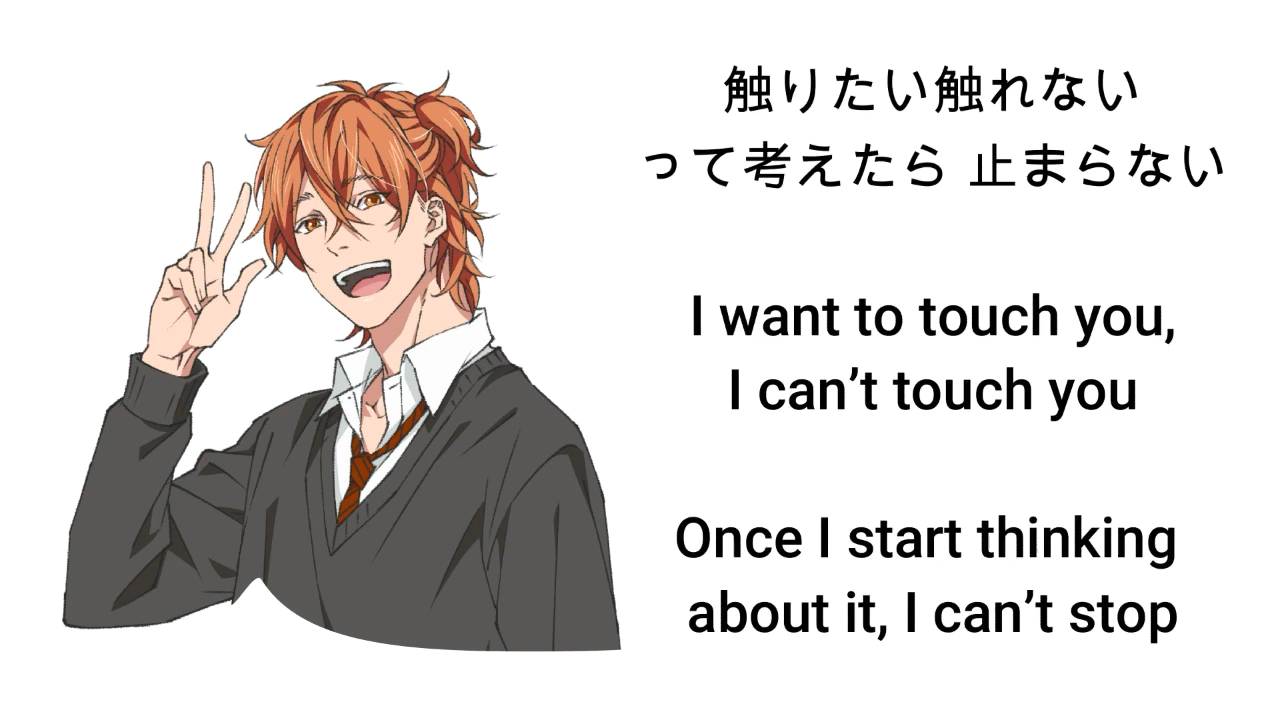 触りたい触れない
って考えたら 止まらない
I want to touch you,
I can’t touch you
Once I start thinking
about it, I can’t stop